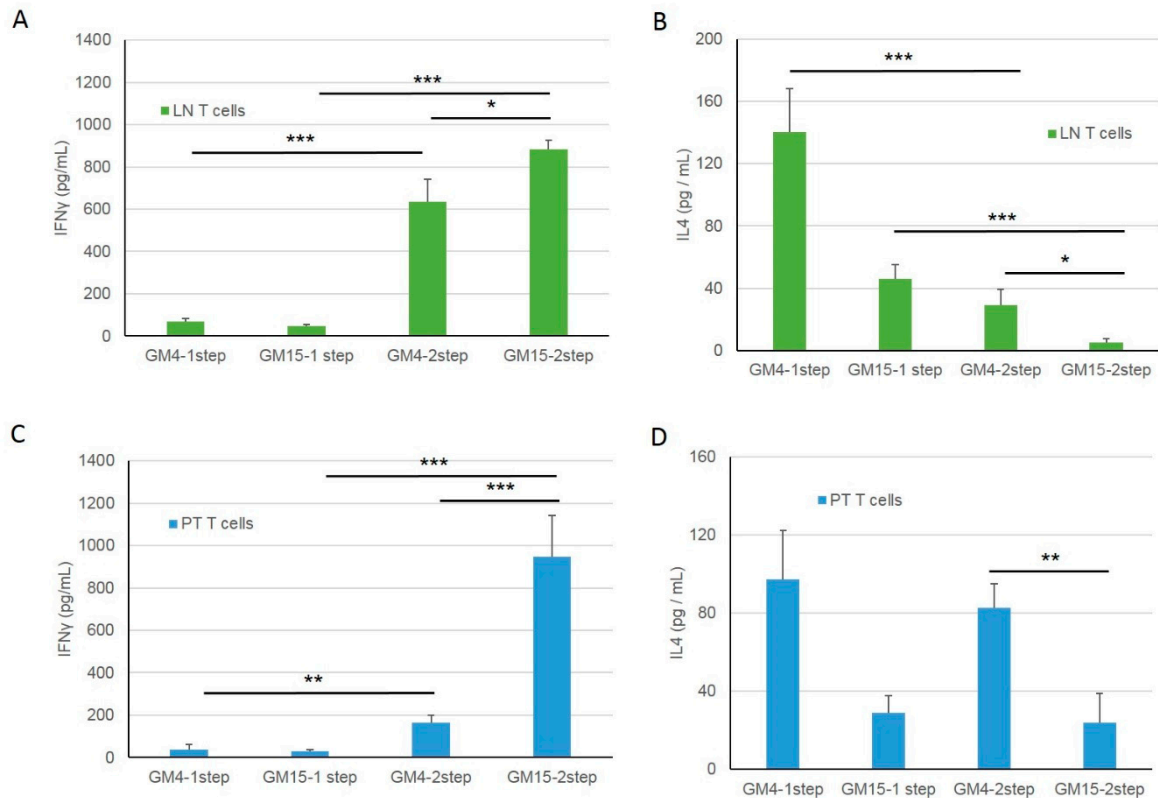 A
1400
1200
1000
800
600
400
200
0
IFNγ (pg/mL)
LN T cells
***
*
***
GM4-1step GM15-1 step GM4-2step GM15-2step
B
200
160
120
80
40
0
IL4 (pg / mL)
LN T cells
***
***
*
GM4-1step GM15-1 step GM4-2step GM15-2step
C
1400
1200
1000
800
600
400
200
0
IFNγ (pg/mL)
PT T cells
***
***
**
GM4-1step GM15-1 step GM4-2step GM15-2step
D
160
120
80
40
0
IL4 (pg / mL)
PT T cells
**
GM4-1step GM15-1 step GM4-2step GM15-2step